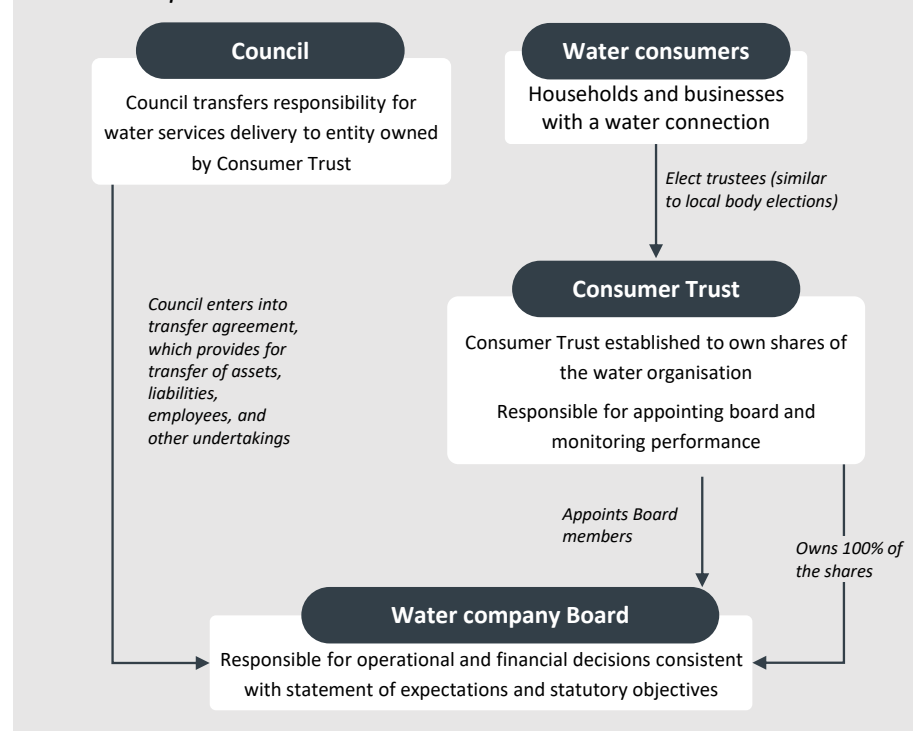 Council
Council transfers responsibility for
water services delivery to entity owned
by Consumer Trust
Water consumers
Households and businesses
with a water connection
Elect trustees (similar
to local body elections)
Consumer Trust
Consumer Trust established to own shares of
the water organisation
Responsible for appointing board and
monitoring performance
Council enters into
transfer agreement,
which provides for
transfer of assets,
liabilities,
employees, and
other undertakings
Appoints Board
members
Owns 100% of
the shares
Water company Board
Responsible for operational and financial decisions consistent
with statement of expectations and statutory objectives